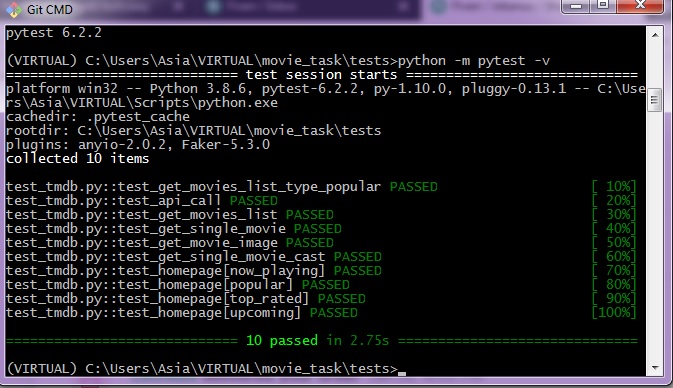 Git CMD
pytest 6.2.2
(VIRTUAL) C:\Users\Asia\VIRTUAL\movie_task\tests>python -m pytest -v
============================= test session starts =============================
platform win32 -- Python 3.8.6, pytest-6.2.2, py-1.10.0, pluggy-0.13.1 -- C:\Use
rs\Asia\VIRTUAL\Scripts\python.exe
cachedir: .pytest_cache
rootdir: C:\Users\Asia\VIRTUAL\movie_task\tests
plugins: anyio-2.0.2, Faker-5.3.0
collected 10 items
test_tmdb.py::test_get_movies_list_type_popular PASSED [ 10%]
test_tmdb.py::test_api_call PASSED [ 20%]
test_tmdb.py::test_get_movies_list PASSED [ 30%]
test_tmdb.py::test_get_single_movie PASSED [ 40%]
test_tmdb.py::test_get_movie_image PASSED [ 50%]
test_tmdb.py::test_get_single_movie_cast PASSED [ 60%]
test_tmdb.py::test_homepage[now_playing] PASSED [ 70%]
test_tmdb.py::test_homepage[popular] PASSED [ 80%]
test_tmdb.py::test_homepage[top_rated] PASSED [ 90%]
test_tmdb.py::test_homepage[upcoming] PASSED [100%]
============================= 10 passed in 2.75s ==============================
(VIRTUAL) C:\Users\Asia\VIRTUAL\movie_task\tests>_